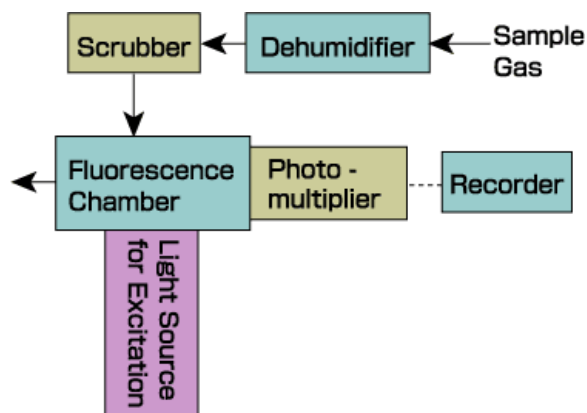 Scrubber
Dehumidifier
Sample
Gas
Fluorescence
Chamber
Photo -
multiplier
Recorder
Light Source
for Excitation